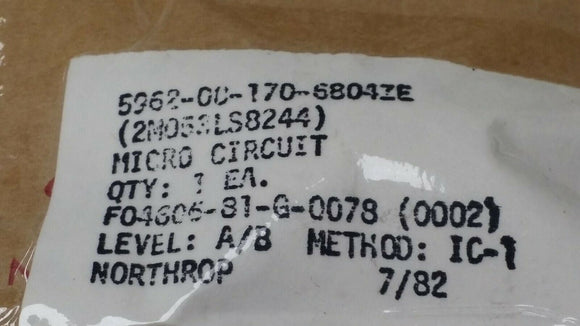 5962-00-170-6804ZE
(2M053LS8244)
MICRO CIRCUIT
QTY: 1 EA.
F04606-81-G-0078 (0002)
LEVEL: A/B METHOD: IC-1
NORTHROP 7/82